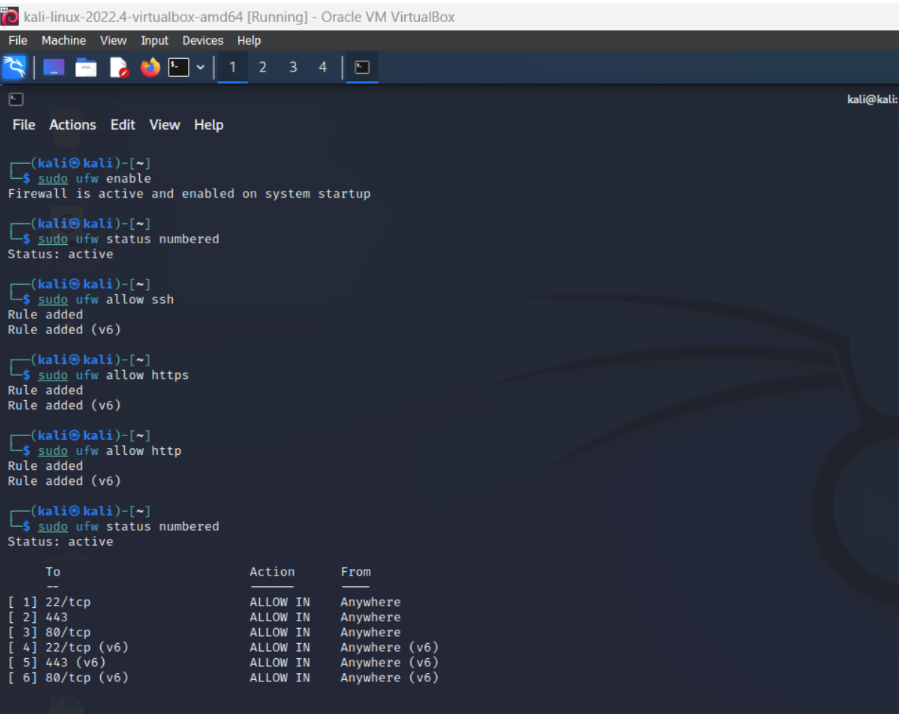 kali-linux-2022.4-virtualbox-amd64 [Running] - Oracle VM VirtualBox
File Machine View Input Devices Help
1 2 3 4
kali@kali:
File Actions Edit View Help
┌──(kali㉿kali)-[~]
└─$ sudo ufw enable
Firewall is active and enabled on system startup
┌──(kali㉿kali)-[~]
└─$ sudo ufw status numbered
Status: active
┌──(kali㉿kali)-[~]
└─$ sudo ufw allow ssh
Rule added
Rule added (v6)
┌──(kali㉿kali)-[~]
└─$ sudo ufw allow https
Rule added
Rule added (v6)
┌──(kali㉿kali)-[~]
└─$ sudo ufw allow http
Rule added
Rule added (v6)
┌──(kali㉿kali)-[~]
└─$ sudo ufw status numbered
Status: active
To Action From
-- ------ ----
[ 1] 22/tcp ALLOW IN Anywhere
[ 2] 443 ALLOW IN Anywhere
[ 3] 80/tcp ALLOW IN Anywhere
[ 4] 22/tcp (v6) ALLOW IN Anywhere (v6)
[ 5] 443 (v6) ALLOW IN Anywhere (v6)
[ 6] 80/tcp (v6) ALLOW IN Anywhere (v6)